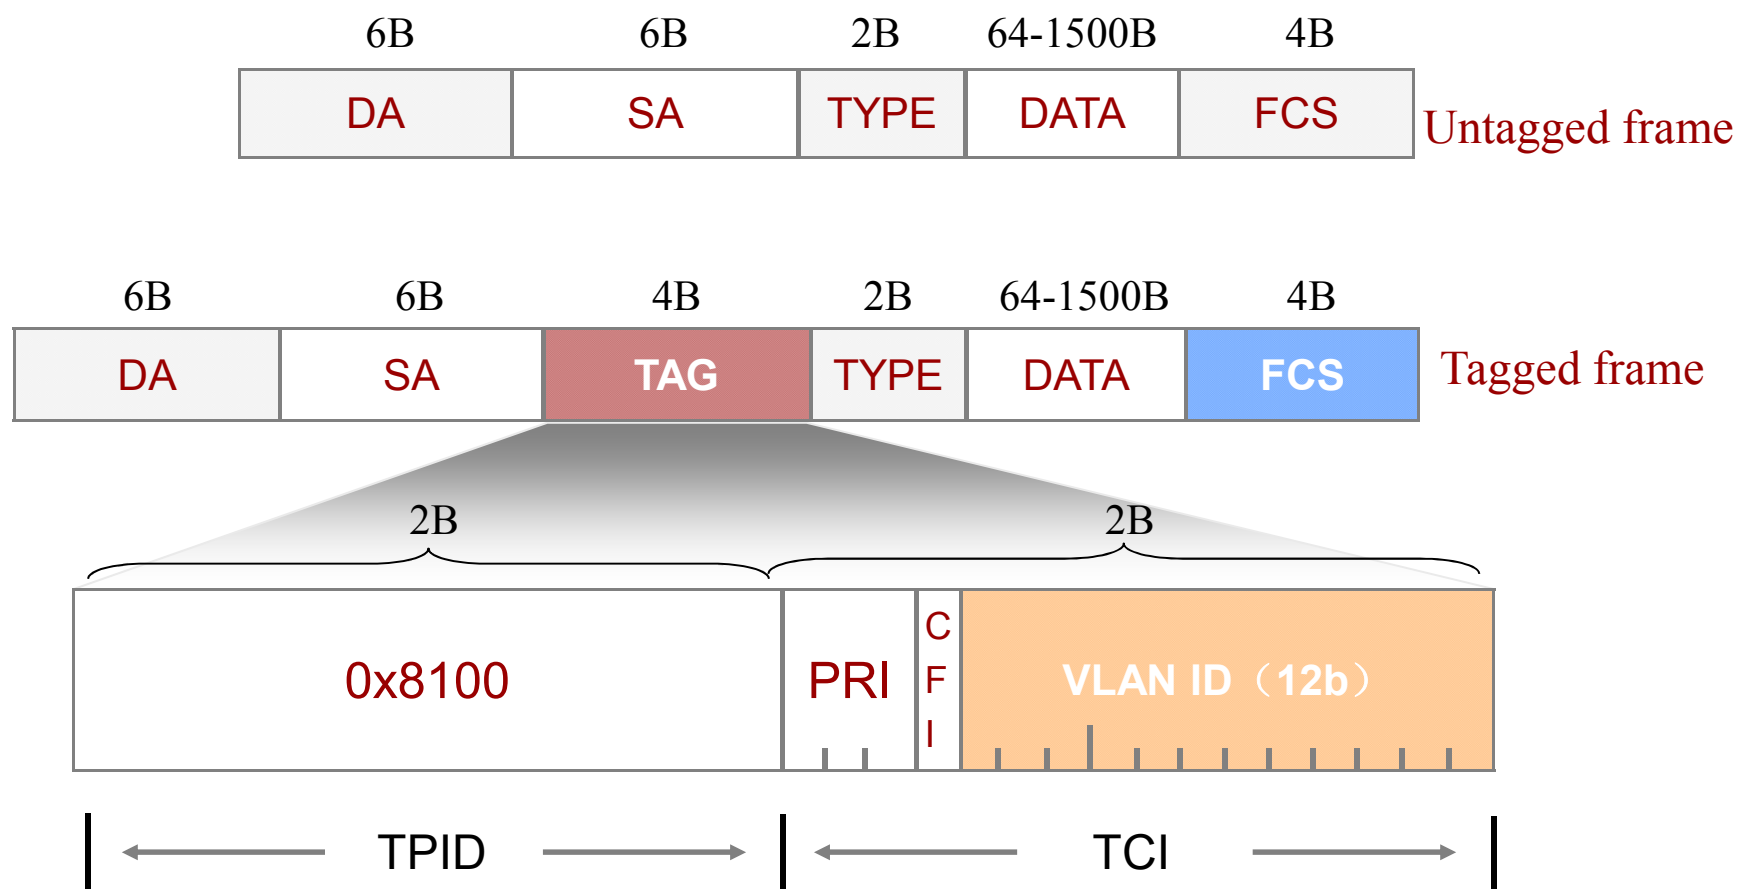 6B 6B 2B 64-1500B 4B
DA SA TYPE DATA FCS
Untagged frame
6B 6B 4B 2B 64-1500B 4B
DA SA TAG TYPE DATA FCS
Tagged frame
2B 2B
0x8100 PRI CFI VLAN ID（12b）
TPID TCI